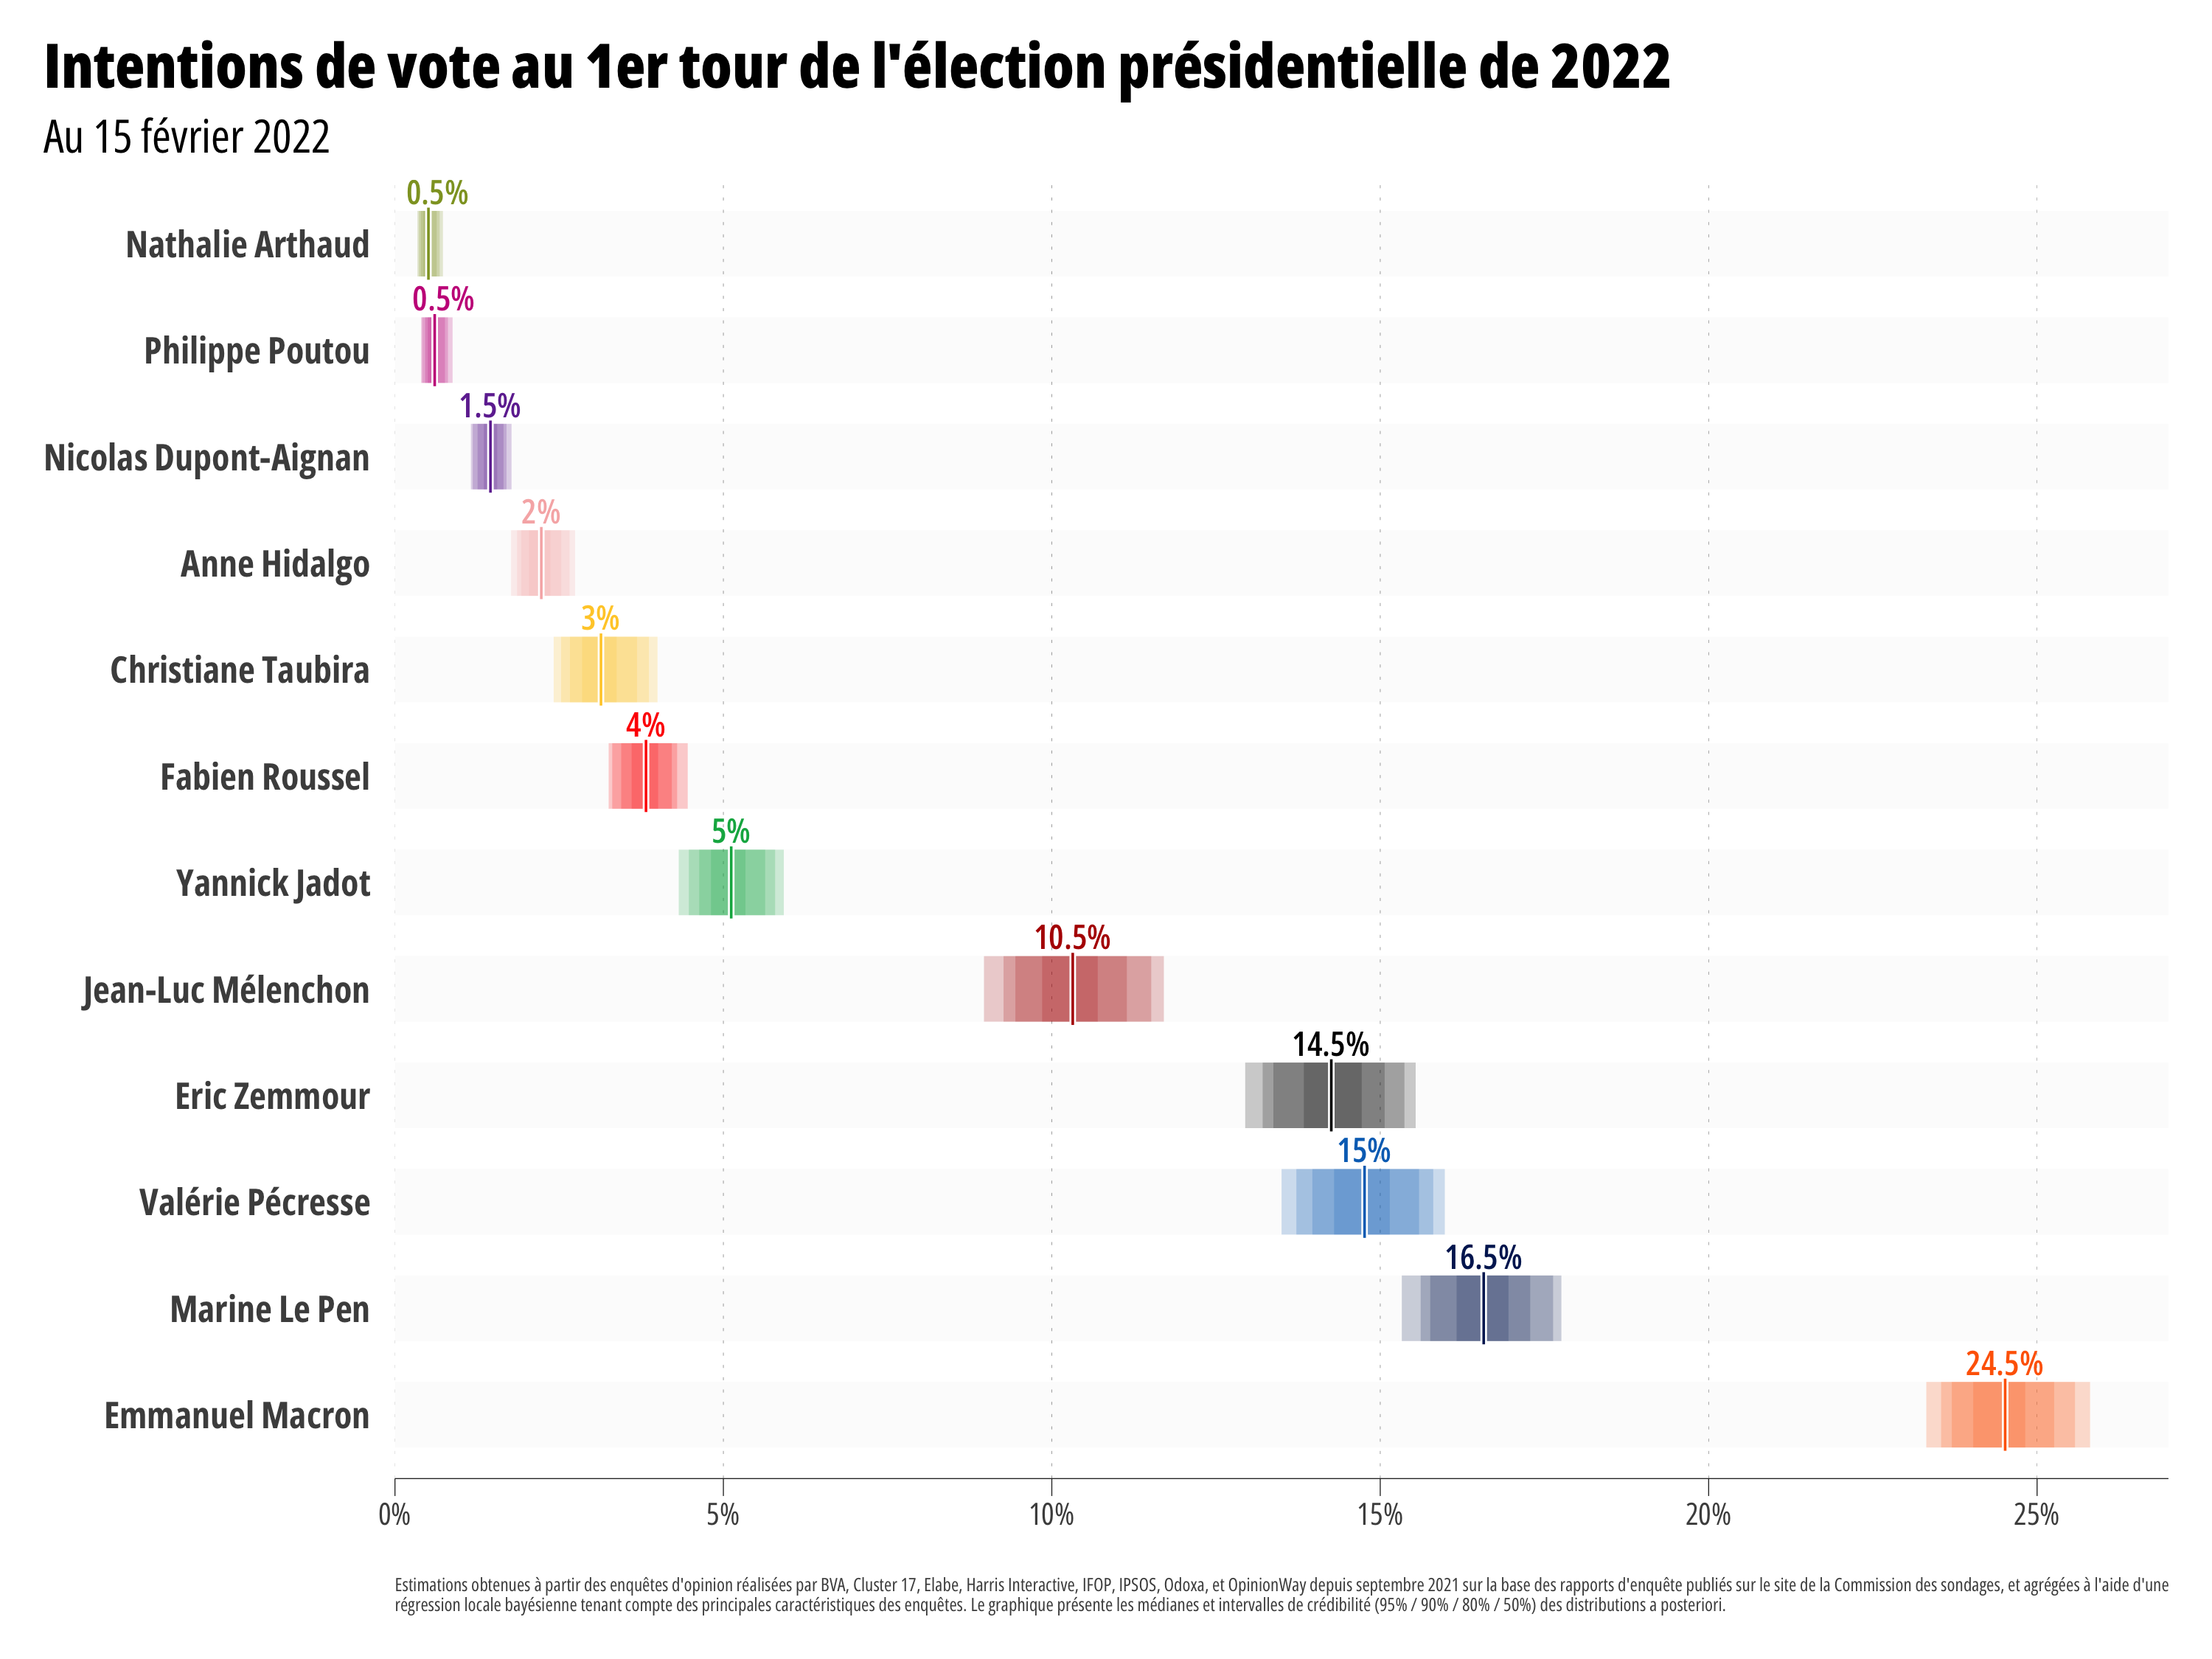 Intentions de vote au 1er tour de l'élection présidentielle de 2022
Au 15 février 2022
0.5%
Nathalie Arthaud
0.5%
Philippe Poutou
1.5%
Nicolas Dupont-Aignan
2%
Anne Hidalgo
3%
Christiane Taubira
4%
Fabien Roussel
5%
Yannick Jadot
10.5%
Jean-Luc Mélenchon
14.5%
Eric Zemmour
15%
Valérie Pécresse
16.5%
Marine Le Pen
24.5%
Emmanuel Macron
0% 5% 10% 15% 20% 25%
Estimations obtenues à partir des enquêtes d'opinion réalisées par BVA, Cluster 17, Elabe, Harris Interactive, IFOP, IPSOS, Odoxa, et OpinionWay depuis septembre 2021 sur la base des rapports d'enquête publiés sur le site de la Commission des sondages, et agrégées à l'aide d'une
régression locale bayésienne tenant compte des principales caractéristiques des enquêtes. Le graphique présente les médianes et intervalles de crédibilité (95% / 90% / 80% / 50%) des distributions a posteriori.